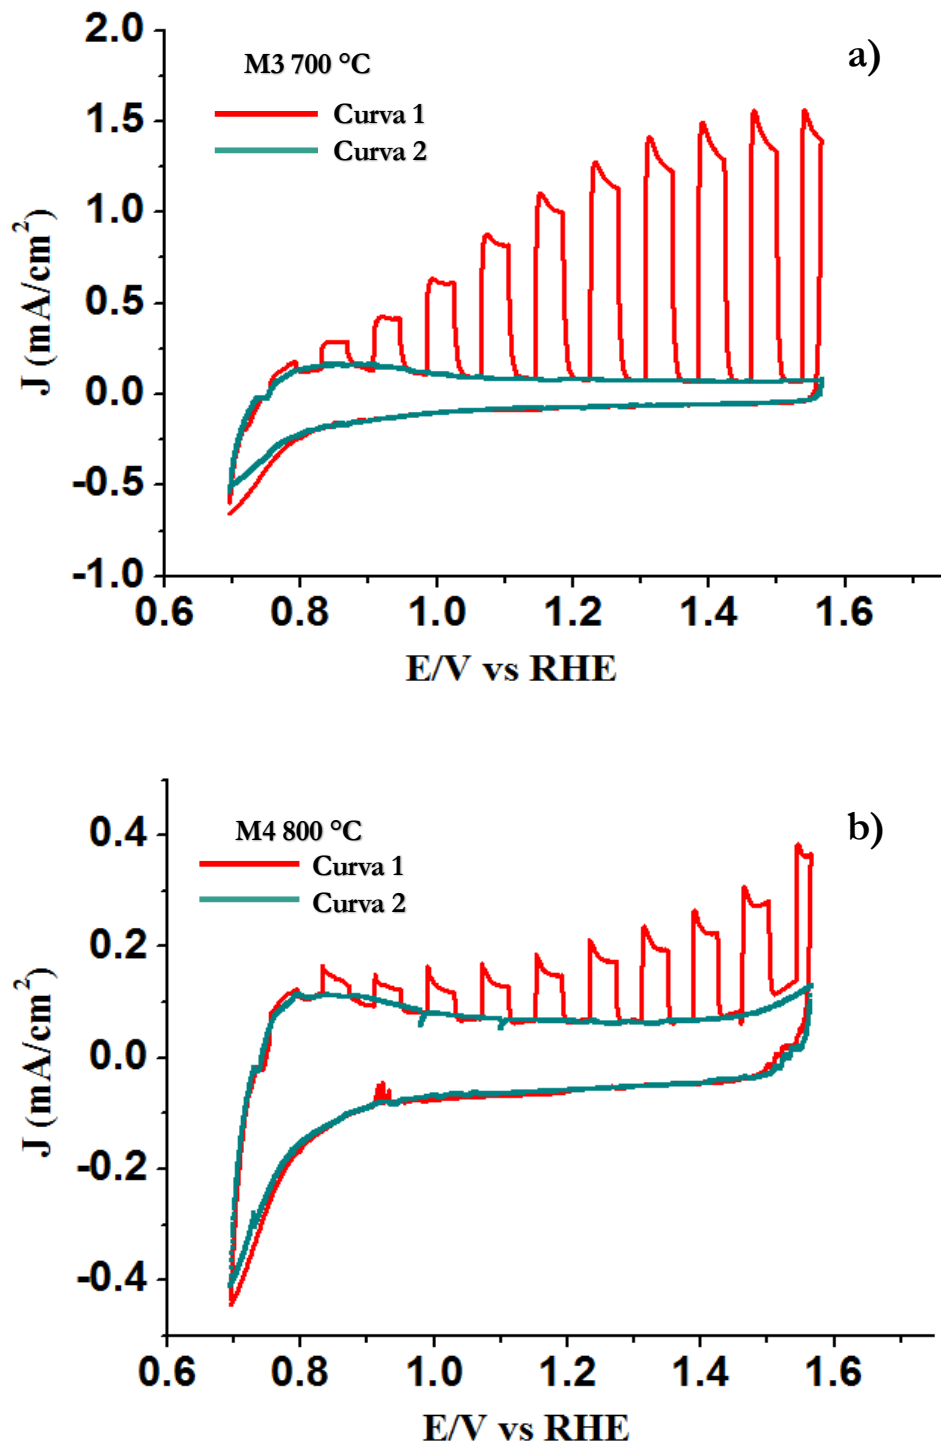 2.0
a)
M3 700 °C
Curva 1
Curva 2
1.5
1.0
0.5
0.0
-0.5
-1.0
J (mA/cm²)
0.6 0.8 1.0 1.2 1.4 1.6
E/V vs RHE
b)
M4 800 °C
Curva 1
Curva 2
0.4
0.2
0.0
-0.2
-0.4
J (mA/cm²)
0.6 0.8 1.0 1.2 1.4 1.6
E/V vs RHE